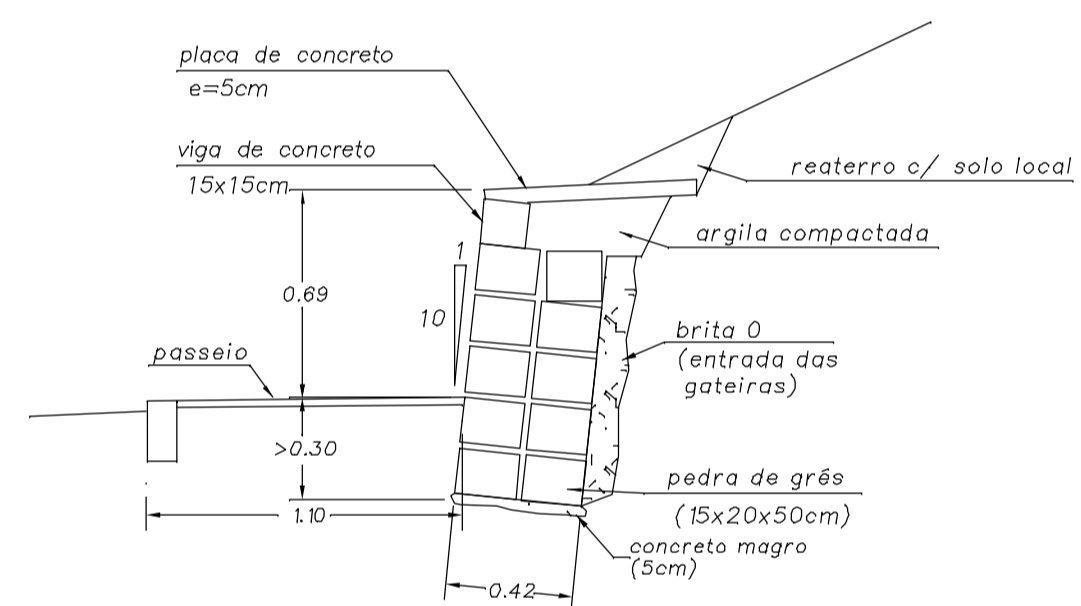 placa de concreto
e=5cm
viga de concreto
15x15cm
reaterro c/ solo local
argila compactada
1
10
0.69
brita 0
(entrada das
gateiras)
passeio
>0.30
pedra de grês
(15x20x50cm)
1.10
concreto magro
(5cm)
0.42